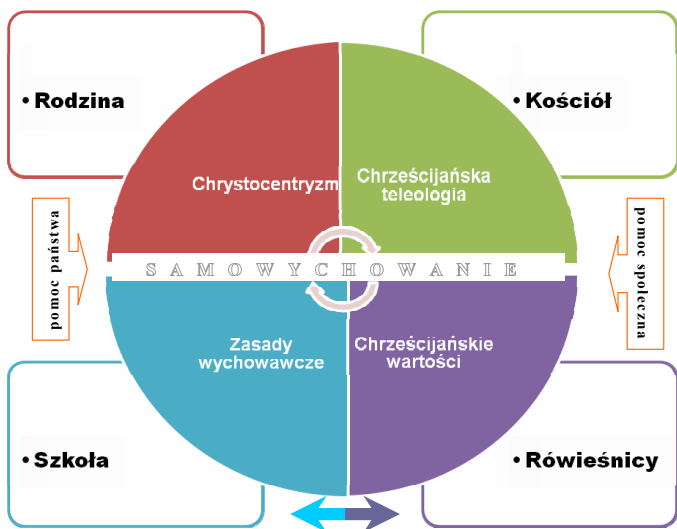 • Rodzina
• Kościół
Chrystocentryzm
Chrześcijańska
teleologia
pomoc państwa
SAMOWYCHOWANIE
pomoc społeczna
Zasady
wychowawcze
Chrześcijańskie
wartości
• Szkoła
• Rówieśnicy